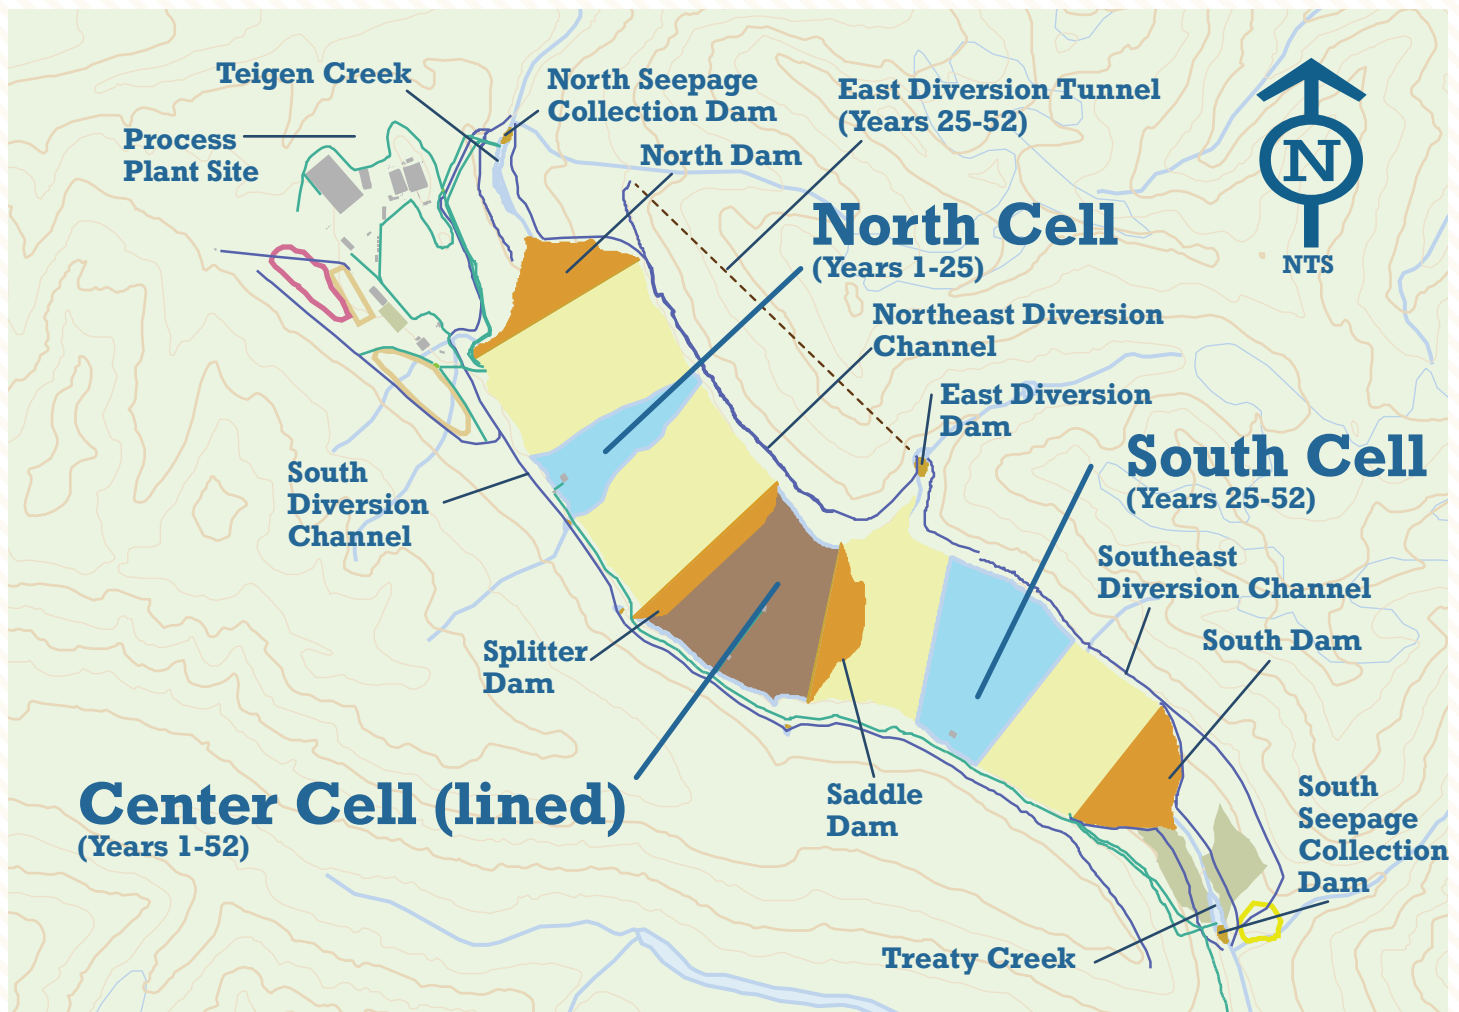 Teigen Creek
North Seepage
Collection Dam
East Diversion Tunnel
(Years 25-52)
Process
Plant Site
North Dam
N
NTS
North Cell
(Years 1-25)
Northeast Diversion
Channel
East Diversion
Dam
South Cell
(Years 25-52)
South
Diversion
Channel
Southeast
Diversion Channel
South Dam
Splitter
Dam
Center Cell (lined)
(Years 1-52)
Saddle
Dam
South
Seepage
Collection
Dam
Treaty Creek